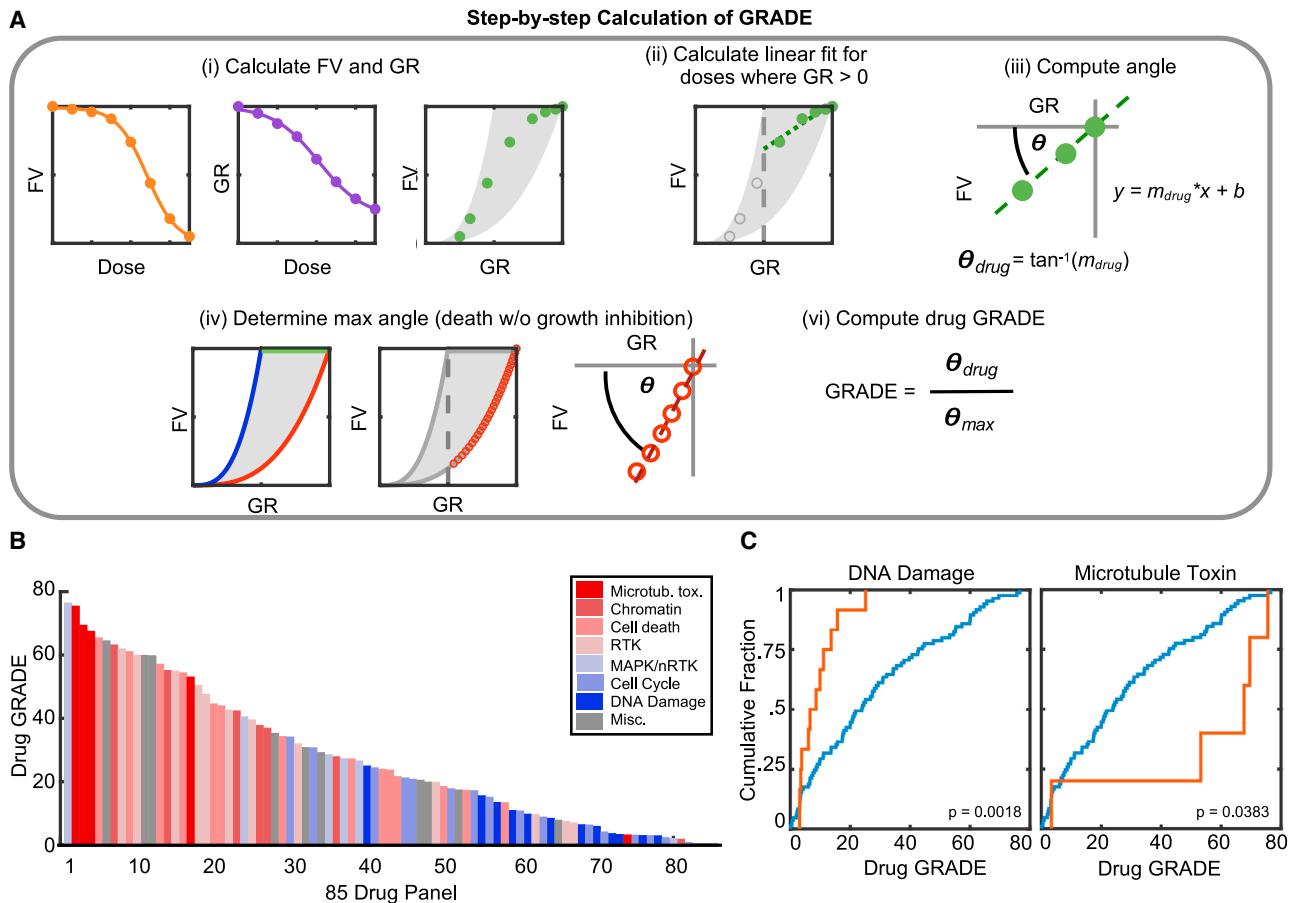 A
Step-by-step Calculation of GRADE
(i) Calculate FV and GR
FV
Dose
GR
Dose
FV
GR
(ii) Calculate linear fit for
doses where GR > 0
FV
GR
(iii) Compute angle
GR
θ
FV
y = m_drug*x + b
θ_drug = tan⁻¹(m_drug)
(iv) Determine max angle (death w/o growth inhibition)
FV
GR
FV
GR
GR
θ
FV
(vi) Compute drug GRADE
GRADE = θ_drug / θ_max
B
Drug GRADE
80
60
40
20
0
1 10 20 30 40 50 60 70 80
85 Drug Panel
Microtub. tox.
Chromatin
Cell death
RTK
MAPK/nRTK
Cell Cycle
DNA Damage
Misc.
C
DNA Damage
Microtubule Toxin
Cumulative Fraction
1
.75
.5
.25
0
p = 0.0018
p = 0.0383
0 20 40 60 80
0 20 40 60 80
Drug GRADE
Drug GRADE